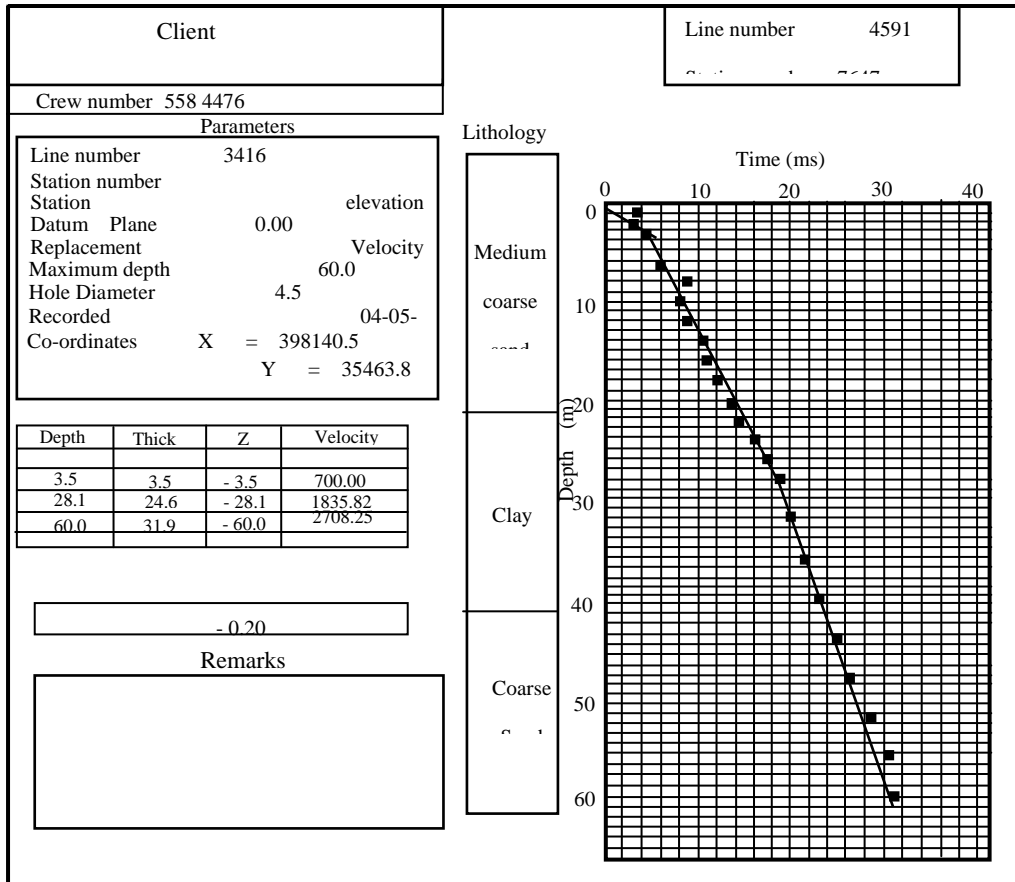 Client
Line number 4591
Crew number 558 4476
Parameters
Line number 3416
Station number
Station elevation
Datum Plane 0.00
Replacement Velocity
Maximum depth 60.0
Hole Diameter 4.5
Recorded 04-05-
Co-ordinates X = 398140.5
Y = 35463.8
Depth Thick Z Velocity
3.5 3.5 - 3.5 700.00
28.1 24.6 - 28.1 1835.82
60.0 31.9 - 60.0 2708.25
- 0.20
Remarks
Lithology
Medium
coarse
Clay
Coarse
Time (ms)
0 10 20 30 40
Depth (m)
0
10
20
30
40
50
60